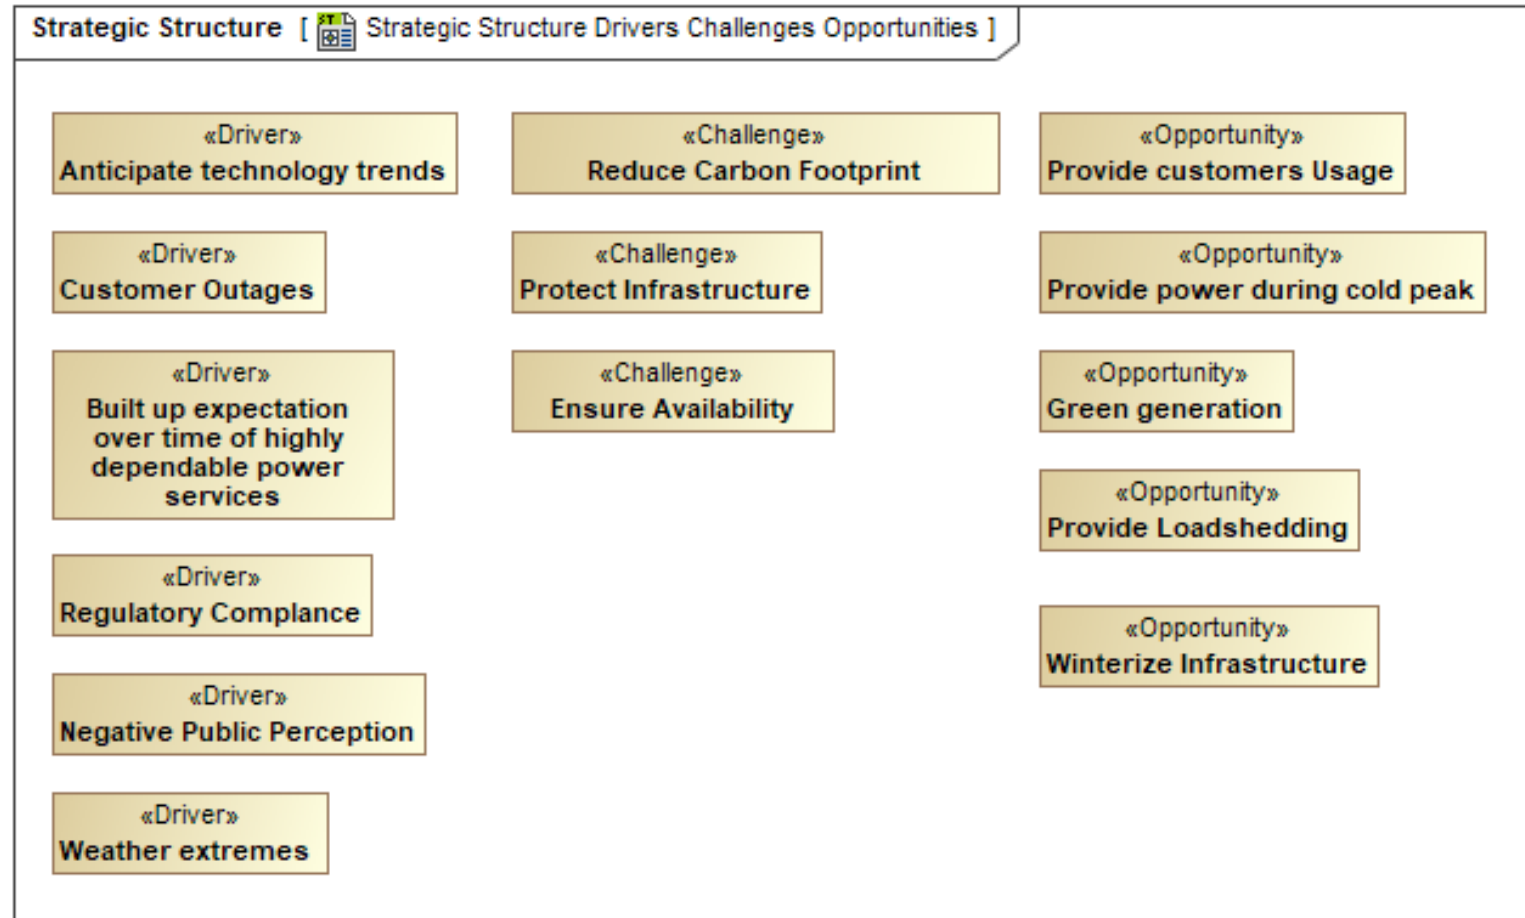 Strategic Structure [ ST Strategic Structure Drivers Challenges Opportunities ]
«Driver»
Anticipate technology trends
«Driver»
Customer Outages
«Driver»
Built up expectation
over time of highly
dependable power
services
«Driver»
Regulatory Complance
«Driver»
Negative Public Perception
«Driver»
Weather extremes
«Challenge»
Reduce Carbon Footprint
«Challenge»
Protect Infrastructure
«Challenge»
Ensure Availability
«Opportunity»
Provide customers Usage
«Opportunity»
Provide power during cold peak
«Opportunity»
Green generation
«Opportunity»
Provide Loadshedding
«Opportunity»
Winterize Infrastructure